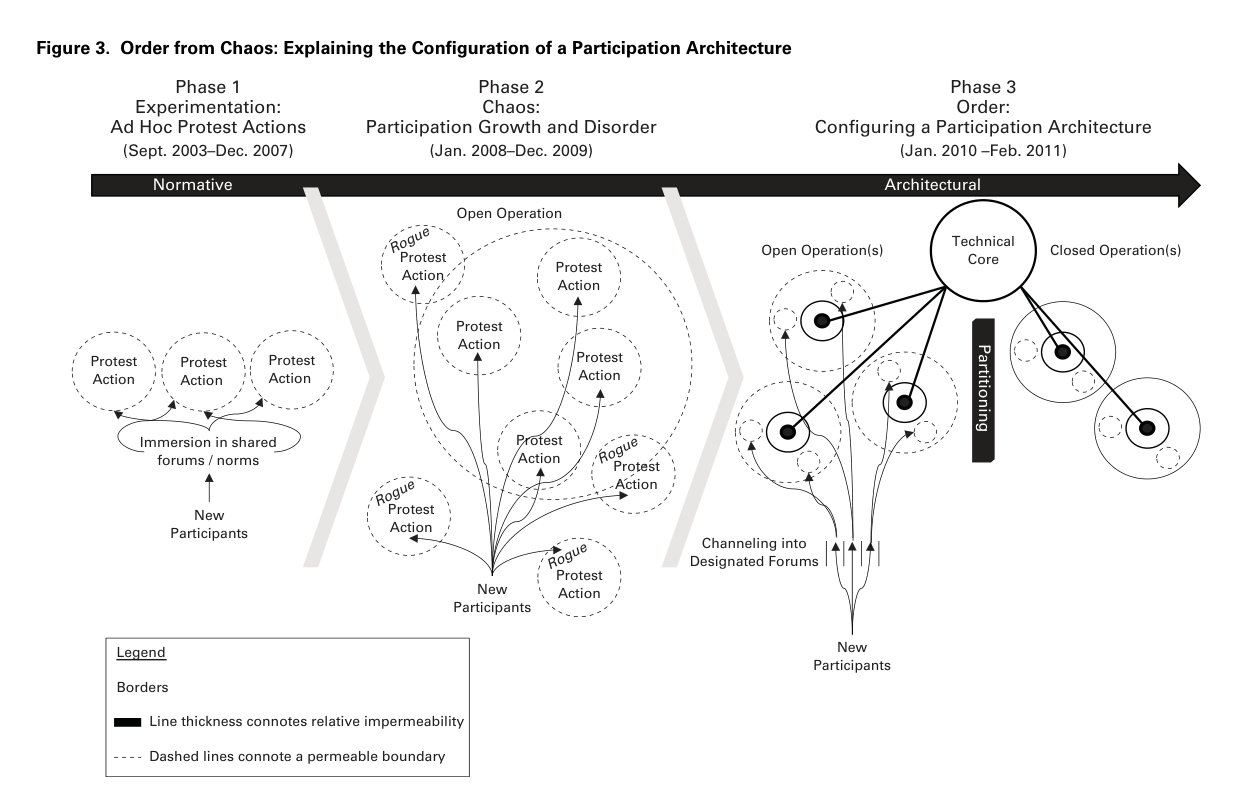 Figure 3.  Order from Chaos: Explaining the Configuration of a Participation Architecture
Phase 1
Experimentation:
Ad Hoc Protest Actions
(Sept. 2003–Dec. 2007)
Phase 2
Chaos:
Participation Growth and Disorder
(Jan. 2008–Dec. 2009)
Phase 3
Order:
Configuring a Participation Architecture
(Jan. 2010 –Feb. 2011)
Normative
Architectural
Protest
Action
Protest
Action
Protest
Action
Immersion in shared
forums / norms
New
Participants
Open Operation
Rogue
Protest
Action
Protest
Action
Protest
Action
Protest
Action
Protest
Action
Rogue
Protest
Action
Rogue
Protest
Action
Rogue
Protest
Action
New
Participants
Open Operation(s)
Technical
Core
Closed Operation(s)
Partitioning
Channeling into
Designated Forums
New
Participants
Legend
Borders
Line thickness connotes relative impermeability
Dashed lines connote a permeable boundary